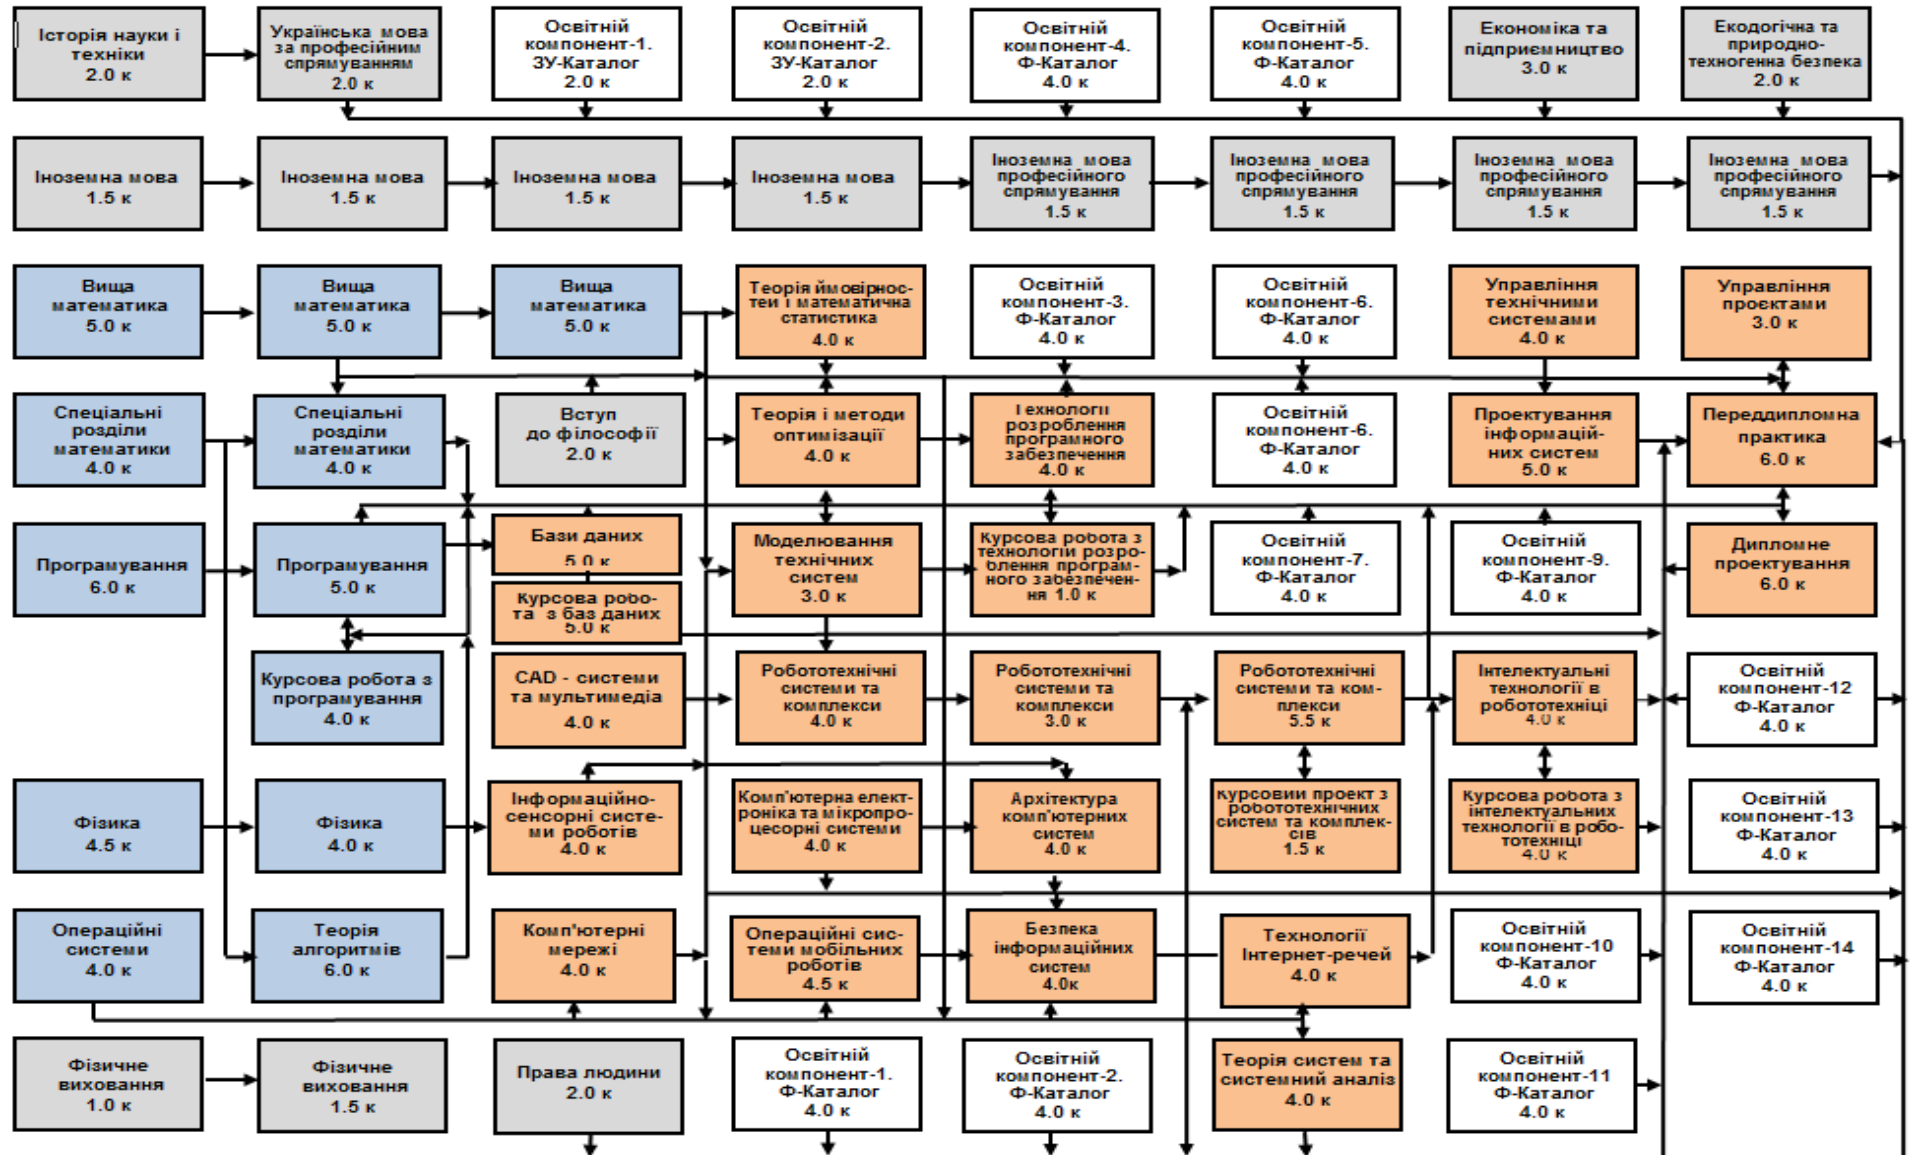 Історія науки і
техніки
2.0 к
Українська мова
за професійним
спрямуванням
2.0 к
Освітній
компонент-1.
ЗУ-Каталог
2.0 к
Освітній
компонент-2.
ЗУ-Каталог
2.0 к
Освітній
компонент-4.
Ф-Каталог
4.0 к
Освітній
компонент-5.
Ф-Каталог
4.0 к
Економіка та
підприємництво
3.0 к
Екодогічна та
природно-
техногенна безпека
2.0 к
Іноземна мова
1.5 к
Іноземна мова
1.5 к
Іноземна мова
1.5 к
Іноземна мова
1.5 к
Іноземна мова
професійного
спрямування
1.5 к
Іноземна мова
професійного
спрямування
1.5 к
Іноземна мова
професійного
спрямування
1.5 к
Іноземна мова
професійного
спрямування
1.5 к
Вища
математика
5.0 к
Вища
математика
5.0 к
Вища
математика
5.0 к
Теорія ймовірнос-
тей і математична
статистика
4.0 к
Освітній
компонент-3.
Ф-Каталог
4.0 к
Освітній
компонент-6.
Ф-Каталог
4.0 к
Управління
технічними
системами
4.0 к
Управління
проєктами
3.0 к
Спеціальні
розділи
математики
4.0 к
Спеціальні
розділи
математики
4.0 к
Вступ
до філософії
2.0 к
Теорія і методи
оптимізації
4.0 к
Технології
розроблення
програмного
забезпечення
4.0 к
Освітній
компонент-6.
Ф-Каталог
4.0 к
Проектування
інформацій-
них систем
5.0 к
Переддипломна
практика
6.0 к
Програмування
6.0 к
Програмування
5.0 к
Бази даних
5.0 к
Курсова робо-
та з баз даних
5.0 к
Моделювання
технічних
систем
3.0 к
Курсова робота з
технологій розро-
блення програм-
ного забезпечен-
ня 1.0 к
Освітній
компонент-7.
Ф-Каталог
4.0 к
Освітній
компонент-9.
Ф-Каталог
4.0 к
Дипломне
проектування
6.0 к
Курсова робота з
програмування
4.0 к
CAD - системи
та мультимедіа
4.0 к
Робототехнічні
системи та
комплекси
4.0 к
Робототехнічні
системи та
комплекси
3.0 к
Робототехнічні
системи та ком-
плекси
5.5 к
Інтелектуальні
технології в
робототехніці
4.0 к
Освітній
компонент-12
Ф-Каталог
4.0 к
Фізика
4.5 к
Фізика
4.0 к
Інформаційно-
сенсорні систе-
ми роботів
4.0 к
Комп'ютерна елект-
роніка та мікропро-
цесорні системи
4.0 к
Архітектура
комп'ютерних
систем
4.0 к
Курсовий проект з
робототехнічних
систем та комплек-
сів
1.5 к
Курсова робота з
інтелектуальних
технології в робо-
тотехніці
4.0 к
Освітній
компонент-13
Ф-Каталог
4.0 к
Операційні
системи
4.0 к
Теорія
алгоритмів
6.0 к
Комп'ютерні
мережі
4.0 к
Операційні сис-
теми мобільних
роботів
4.5 к
Безпека
інформаційних
систем
4.0к
Технології
Інтернет-речей
4.0 к
Освітній
компонент-10
Ф-Каталог
4.0 к
Освітній
компонент-14
Ф-Каталог
4.0 к
Фізичне
виховання
1.0 к
Фізичне
виховання
1.5 к
Права людини
2.0 к
Освітній
компонент-1.
Ф-Каталог
4.0 к
Освітній
компонент-2.
Ф-Каталог
4.0 к
Теорія систем та
системний аналіз
4.0 к
Освітній
компонент-11
Ф-Каталог
4.0 к